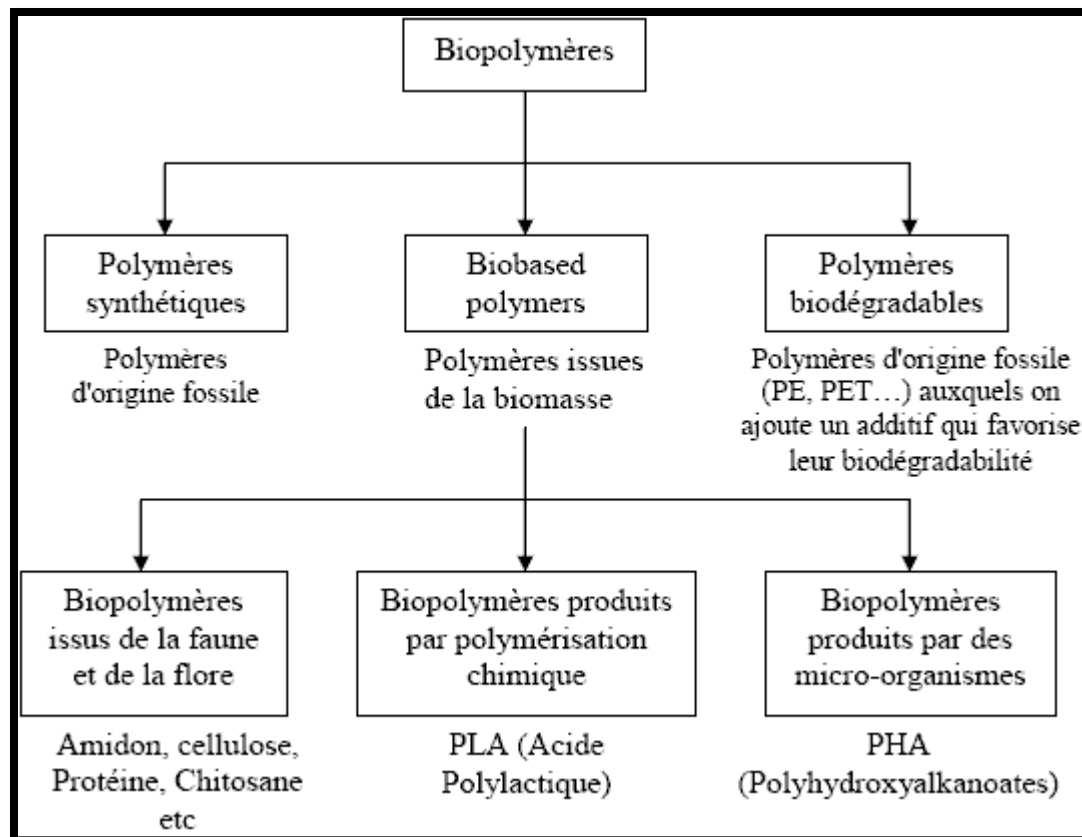 Biopolymères
Polymères
synthétiques
Polymères
d'origine fossile
Biobased
polymers
Polymères issues
de la biomasse
Polymères
biodégradables
Polymères d'origine fossile
(PE, PET…) auxquels on
ajoute un additif qui favorise
leur biodégradabilité
Biopolymères
issus de la faune
et de la flore
Amidon, cellulose,
Protéine, Chitosane
etc
Biopolymères produits
par polymérisation
chimique
PLA (Acide
Polylactique)
Biopolymères
produits par des
micro-organismes
PHA
(Polyhydroxyalkanoates)